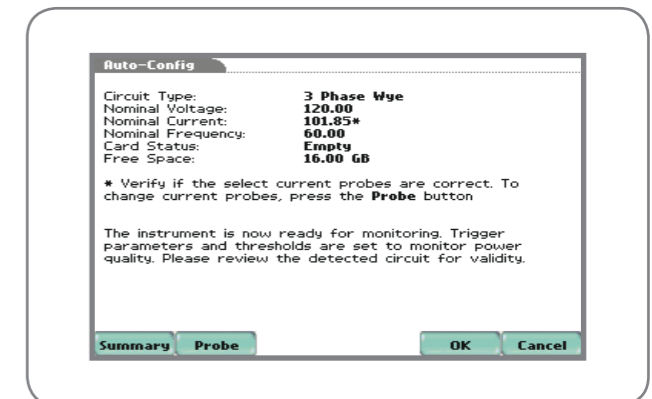 Auto-Config
Circuit Type: 3 Phase Wye
Nominal Voltage: 120.00
Nominal Current: 101.85*
Nominal Frequency: 60.00
Card Status: Empty
Free Space: 16.00 GB
* Verify if the select current probes are correct. To
change current probes, press the Probe button
The instrument is now ready for monitoring. Trigger
parameters and thresholds are set to monitor power
quality. Please review the detected circuit for validity.
Summary Probe OK Cancel